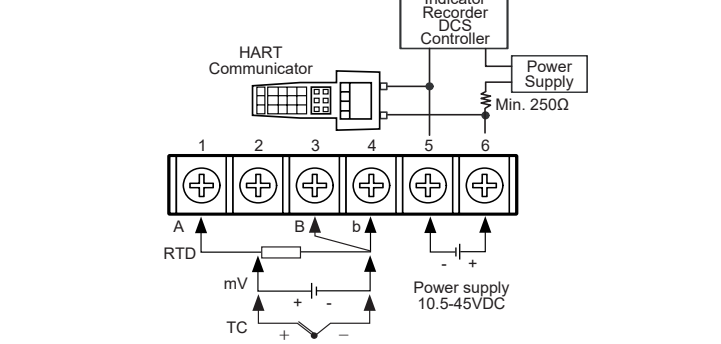 Indicator
Recorder
DCS
Controller
HART
Communicator
Power
Supply
Min. 250Ω
1 2 3 4 5 6
A B b
RTD
- +
mV
+ -
Power supply
10.5-45VDC
TC
+ −